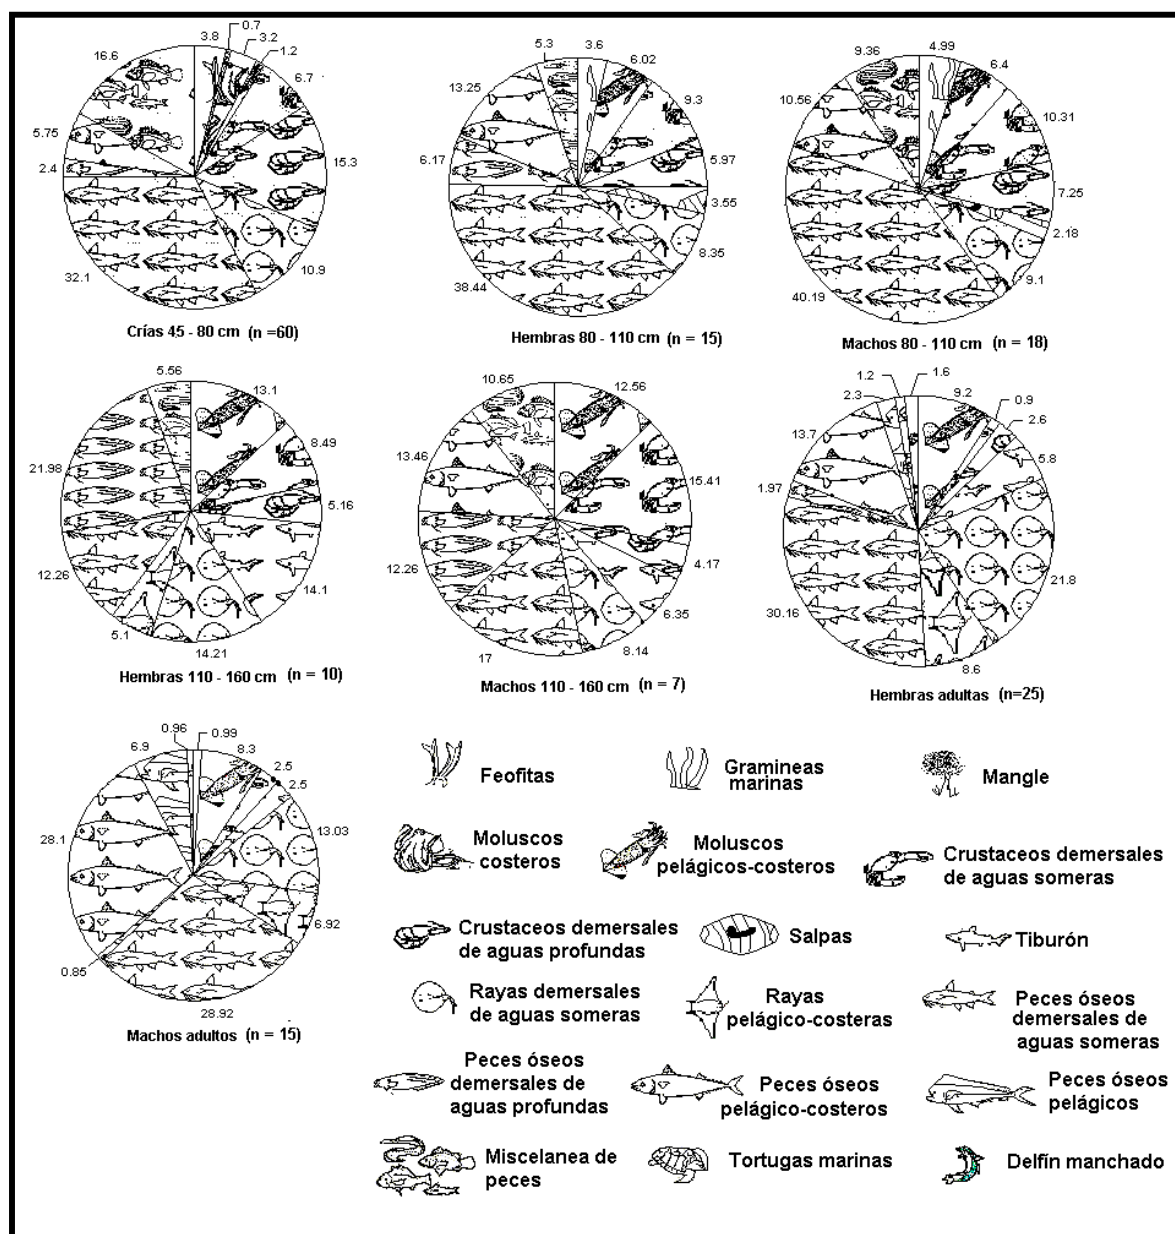 0.7
3.8
3.2
1.2
16.6
6.7
5.75
15.3
2.4
10.9
32.1
Crías 45 - 80 cm (n =60)
5.3
3.6
6.02
13.25
9.3
6.17
5.97
3.55
8.35
38.44
Hembras 80 - 110 cm (n = 15)
9.36
4.99
6.4
10.56
10.31
7.25
2.18
9.1
40.19
Machos 80 - 110 cm (n = 18)
5.56
13.1
8.49
21.98
5.16
12.26
14.1
5.1
14.21
Hembras 110 - 160 cm (n = 10)
10.65
12.56
13.46
15.41
12.26
4.17
6.35
8.14
17
Machos 110 - 160 cm (n = 7)
1.2
1.6
2.3
9.2
0.9
2.6
13.7
5.8
1.97
21.8
30.16
8.6
Hembras adultas (n=25)
0.96
0.99
6.9
8.3
2.5
2.5
28.1
13.03
6.92
0.85
28.92
Machos adultos (n = 15)
Feofitas
Gramineas
marinas
Mangle
Moluscos
costeros
Moluscos
pelágicos-costeros
Crustaceos demersales
de aguas someras
Crustaceos demersales
de aguas profundas
Salpas
Tiburón
Rayas demersales
de aguas someras
Rayas
pelágico-costeras
Peces óseos
demersales de
aguas someras
Peces óseos
demersales de
aguas profundas
Peces óseos
pelágico-costeros
Peces óseos
pelágicos
Miscelanea de
peces
Tortugas marinas
Delfín manchado